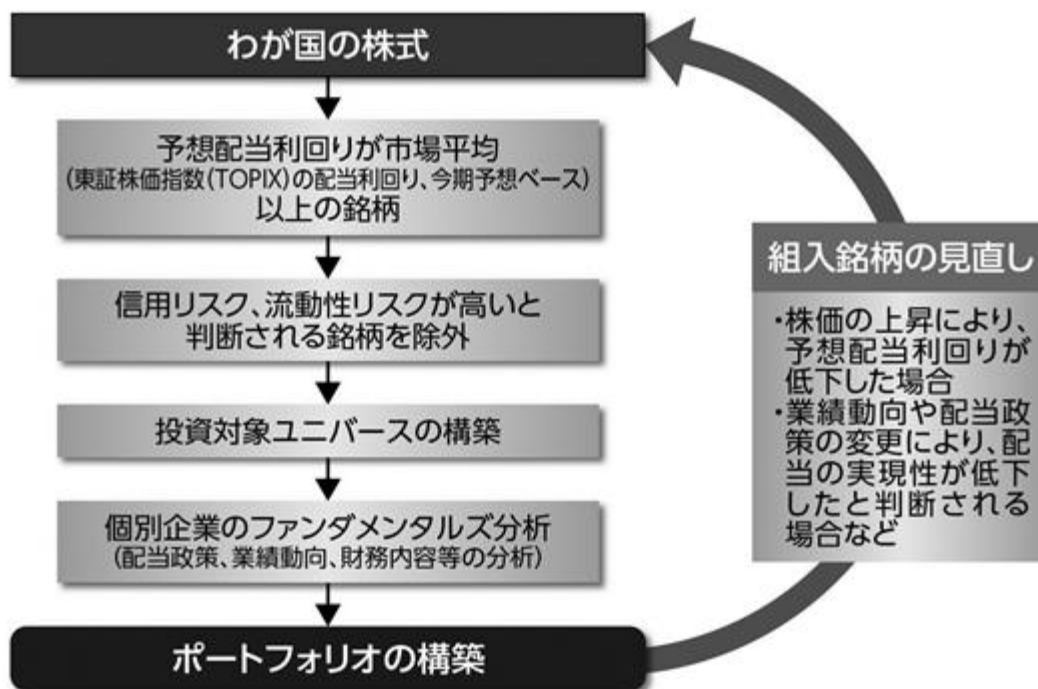 わが国の株式
予想配当利回りが市場平均
(東証株価指数(TOPIX)の配当利回り、今期予想ベース)
以上の銘柄
信用リスク、流動性リスクが高いと
判断される銘柄を除外
投資対象ユニバースの構築
個別企業のファンダメンタルズ分析
(配当政策、業績動向、財務内容等の分析)
ポートフォリオの構築
組入銘柄の見直し
・株価の上昇により、
予想配当利回りが
低下した場合
・業績動向や配当政
策の変更により、配
当の実現性が低下
したと判断される
場合など